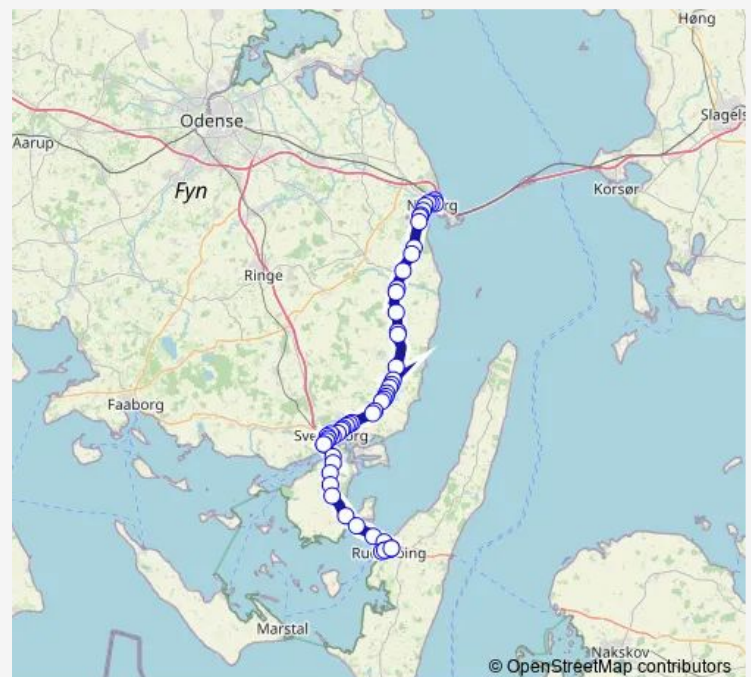 Høng
Slagels
Odense
Aarup
Fyn
Korsør
Ringe
Faaborg
Marstal
Nakskov
© OpenStreetMap contributors